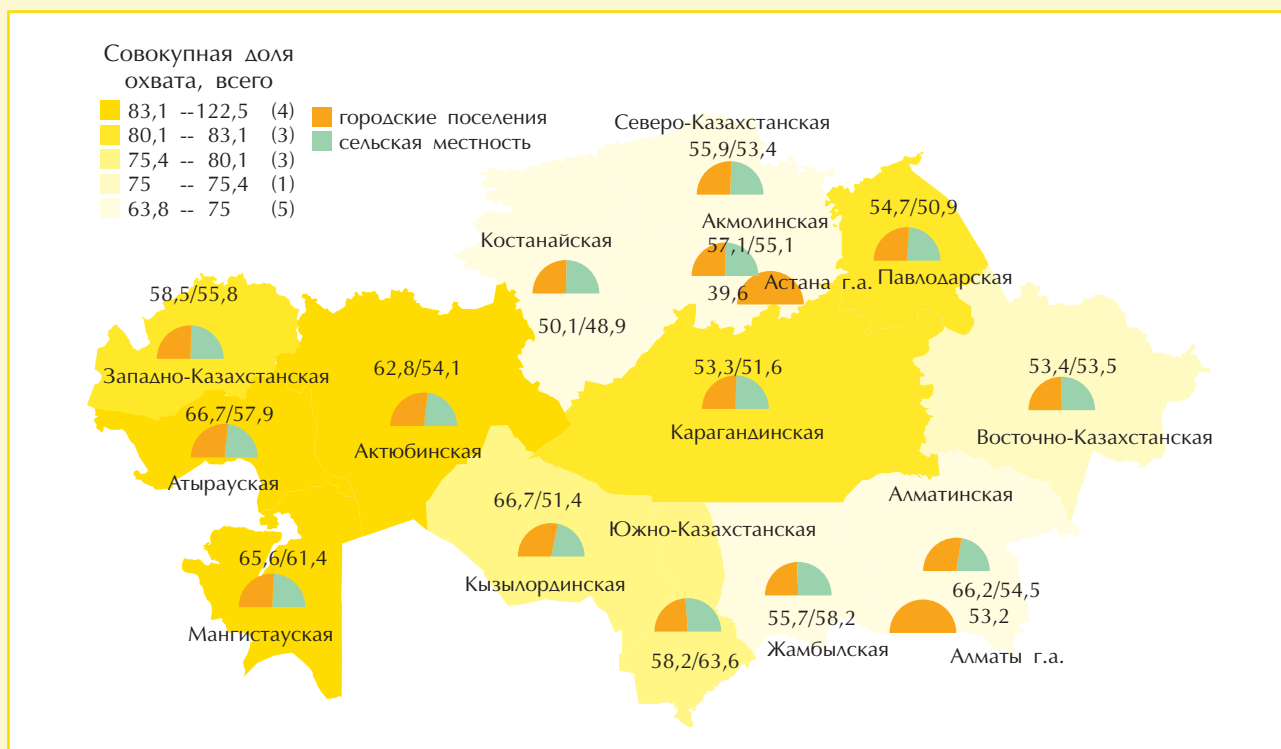 Совокупная доля
охвата, всего
83,1 --122,5 (4)
80,1 -- 83,1 (3)
75,4 -- 80,1 (3)
75 -- 75,4 (1)
63,8 -- 75 (5)
городские поселения
сельская местность
Северо-Казахстанская
55,9/53,4
Акмолинская
57,1/55,1
Астана г.а.
39,6
54,7/50,9
Павлодарская
Костанайская
50,1/48,9
58,5/55,8
Западно-Казахстанская
62,8/54,1
Актюбинская
53,3/51,6
Карагандинская
53,4/53,5
Восточно-Казахстанская
66,7/57,9
Атырауская
66,7/51,4
Кызылординская
Южно-Казахстанская
58,2/63,6
Алматинская
66,2/54,5
53,2
Алматы г.а.
55,7/58,2
Жамбылская
65,6/61,4
Мангистауская